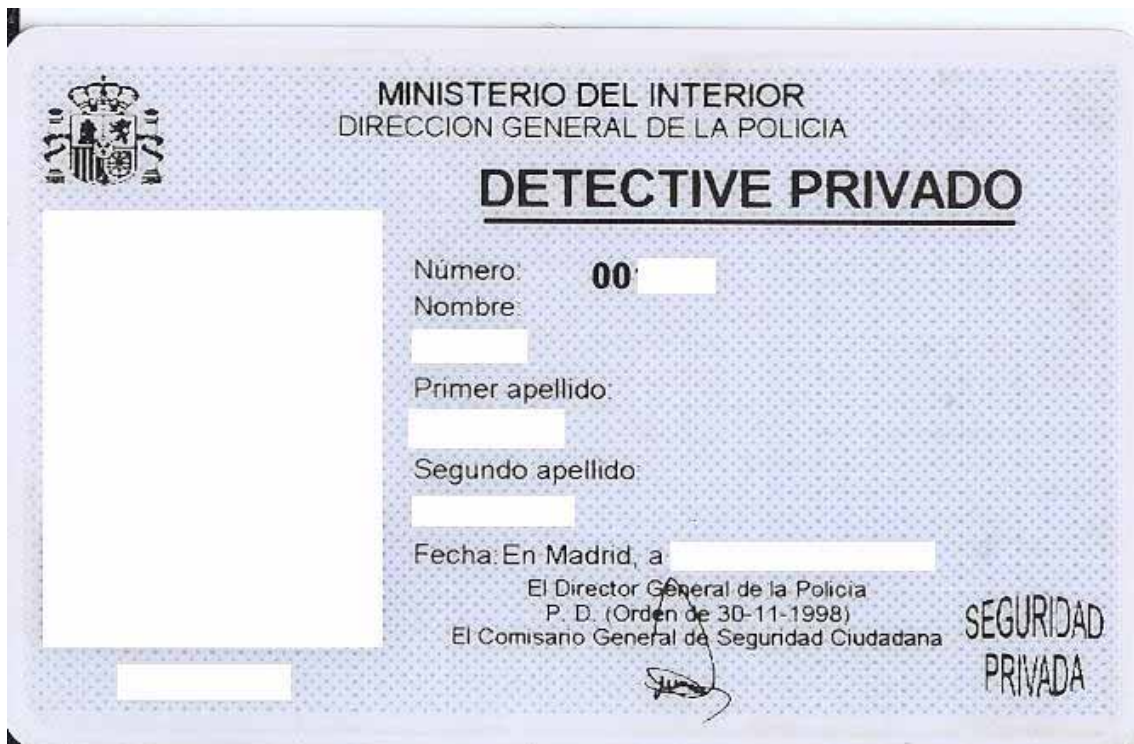 MINISTERIO DEL INTERIOR
DIRECCION GENERAL DE LA POLICIA
DETECTIVE PRIVADO
Número: 00
Nombre:
Primer apellido:
Segundo apellido:
Fecha: En Madrid, a
El Director General de la Policia
P. D. (Orden de 30-11-1998)
El Comisario General de Seguridad Ciudadana
SEGURIDAD
PRIVADA